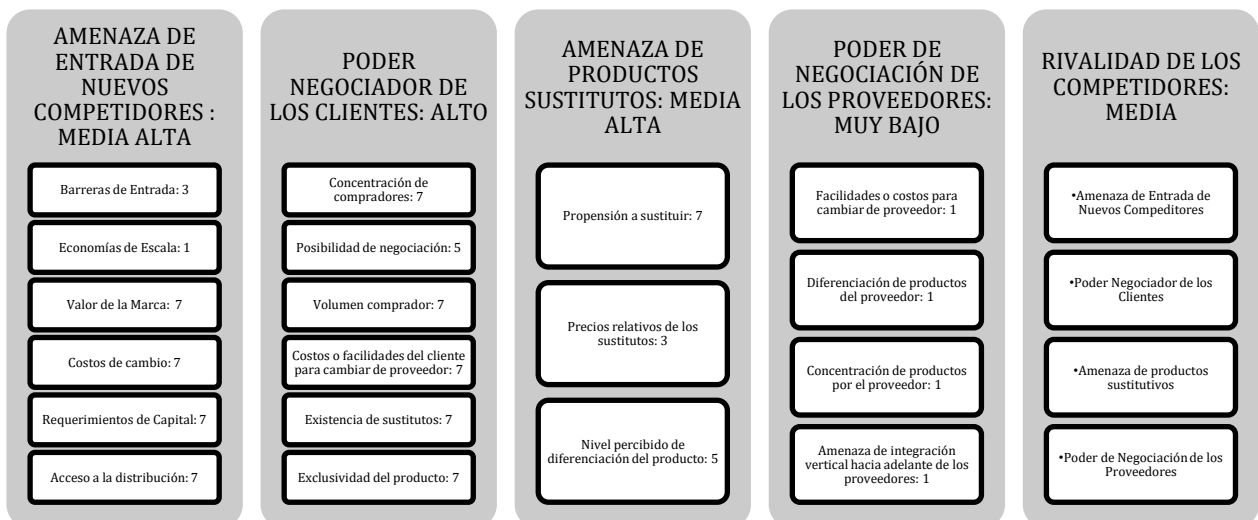 AMENAZA DE
ENTRADA DE
NUEVOS
COMPETIDORES :
MEDIA ALTA
Barreras de Entrada: 3
Economías de Escala: 1
Valor de la Marca: 7
Costos de cambio: 7
Requerimientos de Capital: 7
Acceso a la distribución: 7
PODER
NEGOCIADOR DE
LOS CLIENTES: ALTO
Concentración de
compradores: 7
Posibilidad de negociación: 5
Volumen comprador: 7
Costos o facilidades del cliente
para cambiar de proveedor: 7
Existencia de sustitutos: 7
Exclusividad del producto: 7
AMENAZA DE
PRODUCTOS
SUSTITUTOS: MEDIA
ALTA
Propensión a sustituir: 7
Precios relativos de los
sustitutos: 3
Nivel percibido de
diferenciación del producto: 5
PODER DE
NEGOCIACIÓN DE
LOS PROVEEDORES:
MUY BAJO
Facilidades o costos para
cambiar de proveedor: 1
Diferenciación de productos
del proveedor: 1
Concentración de productos
por el proveedor: 1
Amenaza de integración
vertical hacia adelante de los
proveedores: 1
RIVALIDAD DE LOS
COMPETIDORES:
MEDIA
•Amenaza de Entrada de
Nuevos Compeditores
•Poder Negociador de los
Clientes
•Amenaza de productos
sustitutivos
•Poder de Negociación de los
Proveedores